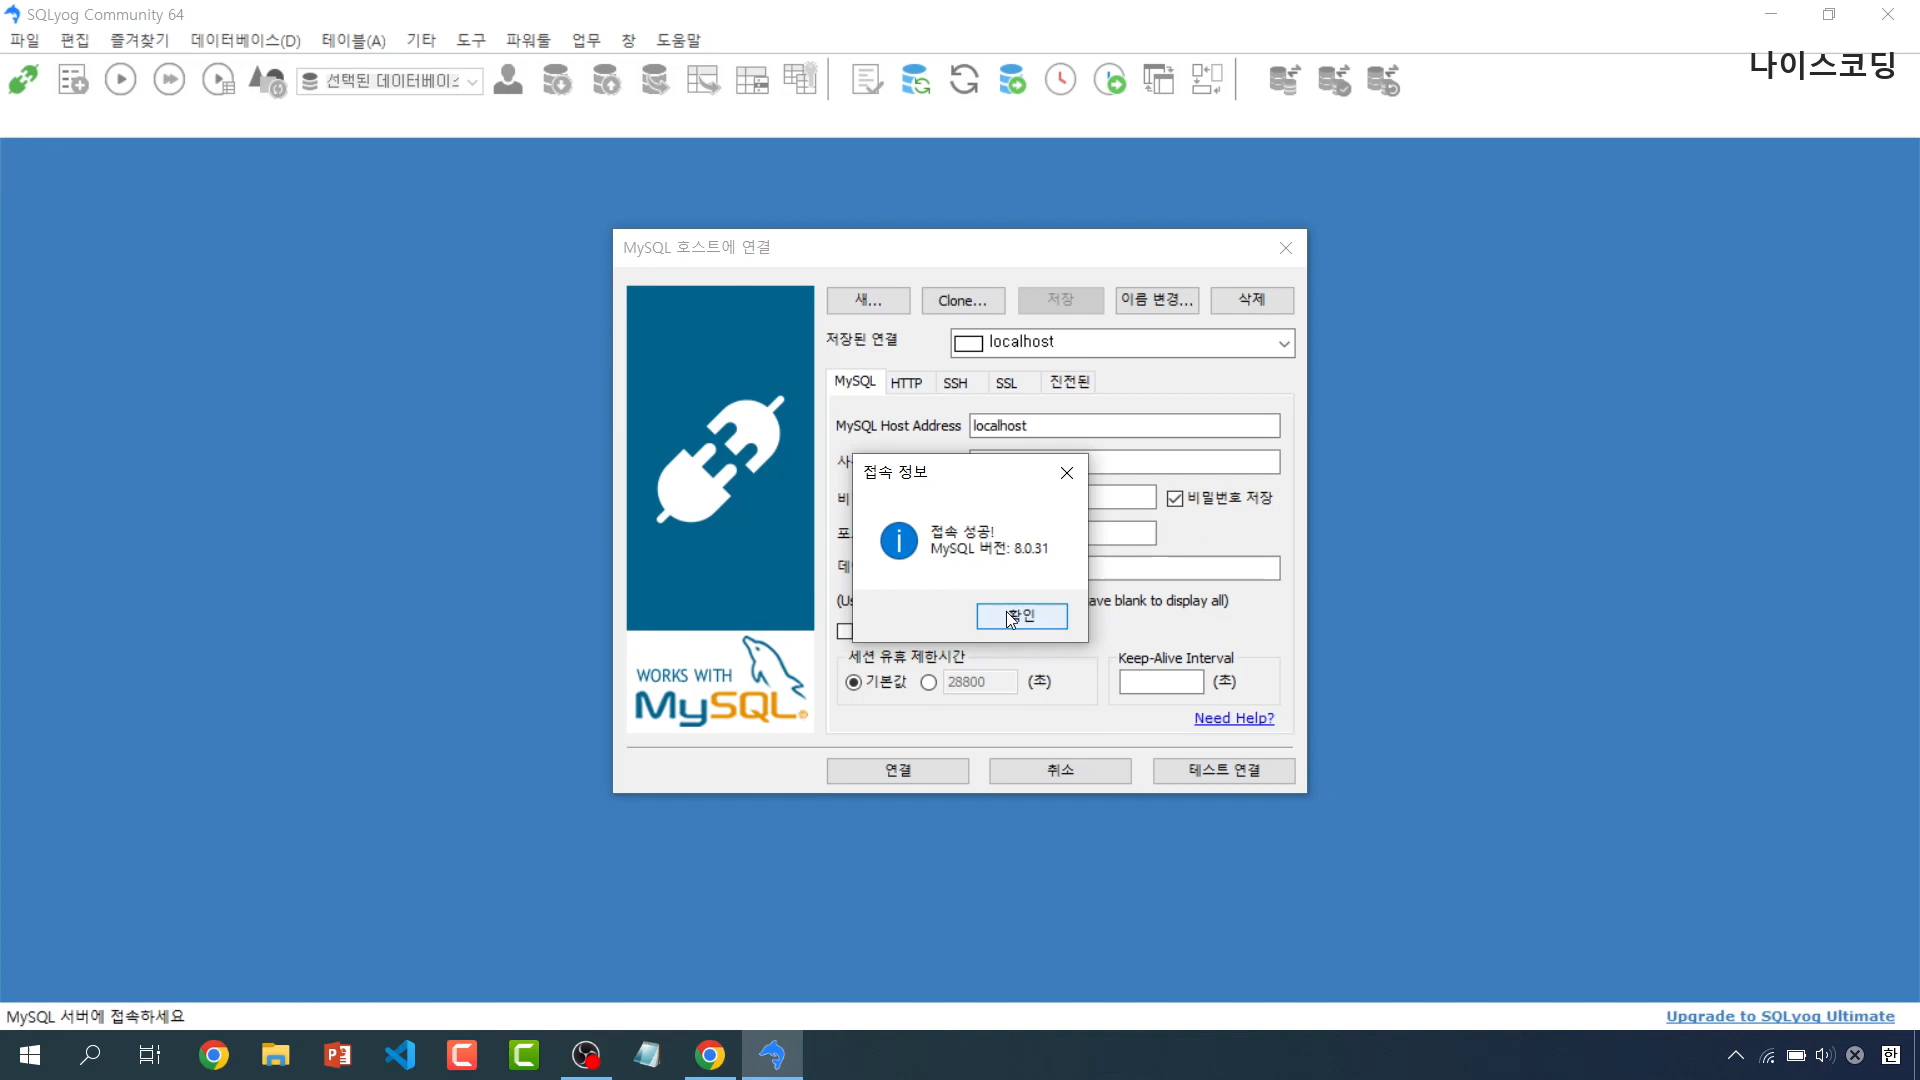 SQLyog Community 64
파일 편집 즐겨찾기 데이터베이스(D) 테이블(A) 기타 도구 파워툴 업무 창 도움말
선택된 데이터베이스
나이스코딩
MySQL 호스트에 연결
새... Clone... 저장 이름 변경... 삭제
저장된 연결 localhost
MySQL HTTP SSH SSL 진전된
MySQL Host Address localhost
사
접속 정보
비
비밀번호 저장
접속 성공!
포
MySQL 버전: 8.0.31
데
(Us
ave blank to display all)
확인
세션 유휴 제한시간
Keep-Alive Interval
기본값 28800 (초)
(초)
WORKS WITH
MySQL®
Need Help?
연결 취소 테스트 연결
MySQL 서버에 접속하세요
Upgrade to SQLyog Ultimate
한